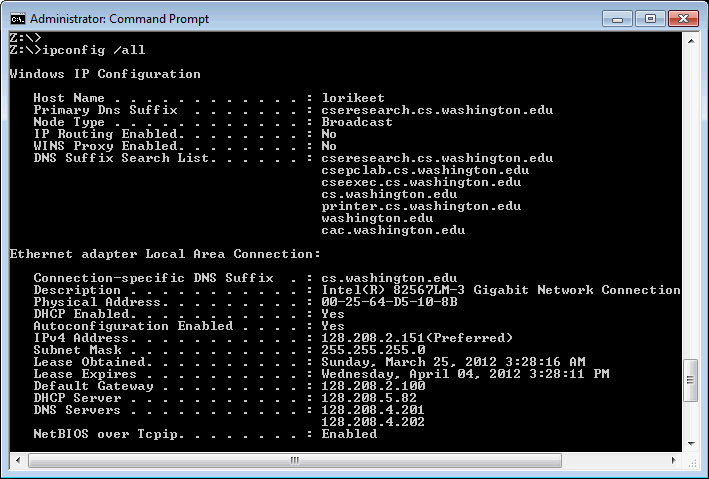 Administrator: Command Prompt
Z:\>
Z:\>ipconfig /all
Windows IP Configuration
Host Name . . . . . . . . . . . . : lorikeet
Primary Dns Suffix . . . . . . . : cseresearch.cs.washington.edu
Node Type . . . . . . . . . . . . : Broadcast
IP Routing Enabled. . . . . . . . : No
WINS Proxy Enabled. . . . . . . . : No
DNS Suffix Search List. . . . . . : cseresearch.cs.washington.edu
csepclab.cs.washington.edu
cseexec.cs.washington.edu
cs.washington.edu
printer.cs.washington.edu
washington.edu
cac.washington.edu
Ethernet adapter Local Area Connection:
Connection-specific DNS Suffix . : cs.washington.edu
Description . . . . . . . . . . . : Intel(R) 82567LM-3 Gigabit Network Connection
Physical Address. . . . . . . . . : 00-25-64-D5-10-8B
DHCP Enabled. . . . . . . . . . . : Yes
Autoconfiguration Enabled . . . . : Yes
IPv4 Address. . . . . . . . . . . : 128.208.2.151(Preferred)
Subnet Mask . . . . . . . . . . . : 255.255.255.0
Lease Obtained. . . . . . . . . . : Sunday, March 25, 2012 3:28:16 AM
Lease Expires . . . . . . . . . . : Wednesday, April 04, 2012 3:28:11 PM
Default Gateway . . . . . . . . . : 128.208.2.100
DHCP Server . . . . . . . . . . . : 128.208.5.82
DNS Servers . . . . . . . . . . . : 128.208.4.201
128.208.4.202
NetBIOS over Tcpip. . . . . . . . : Enabled